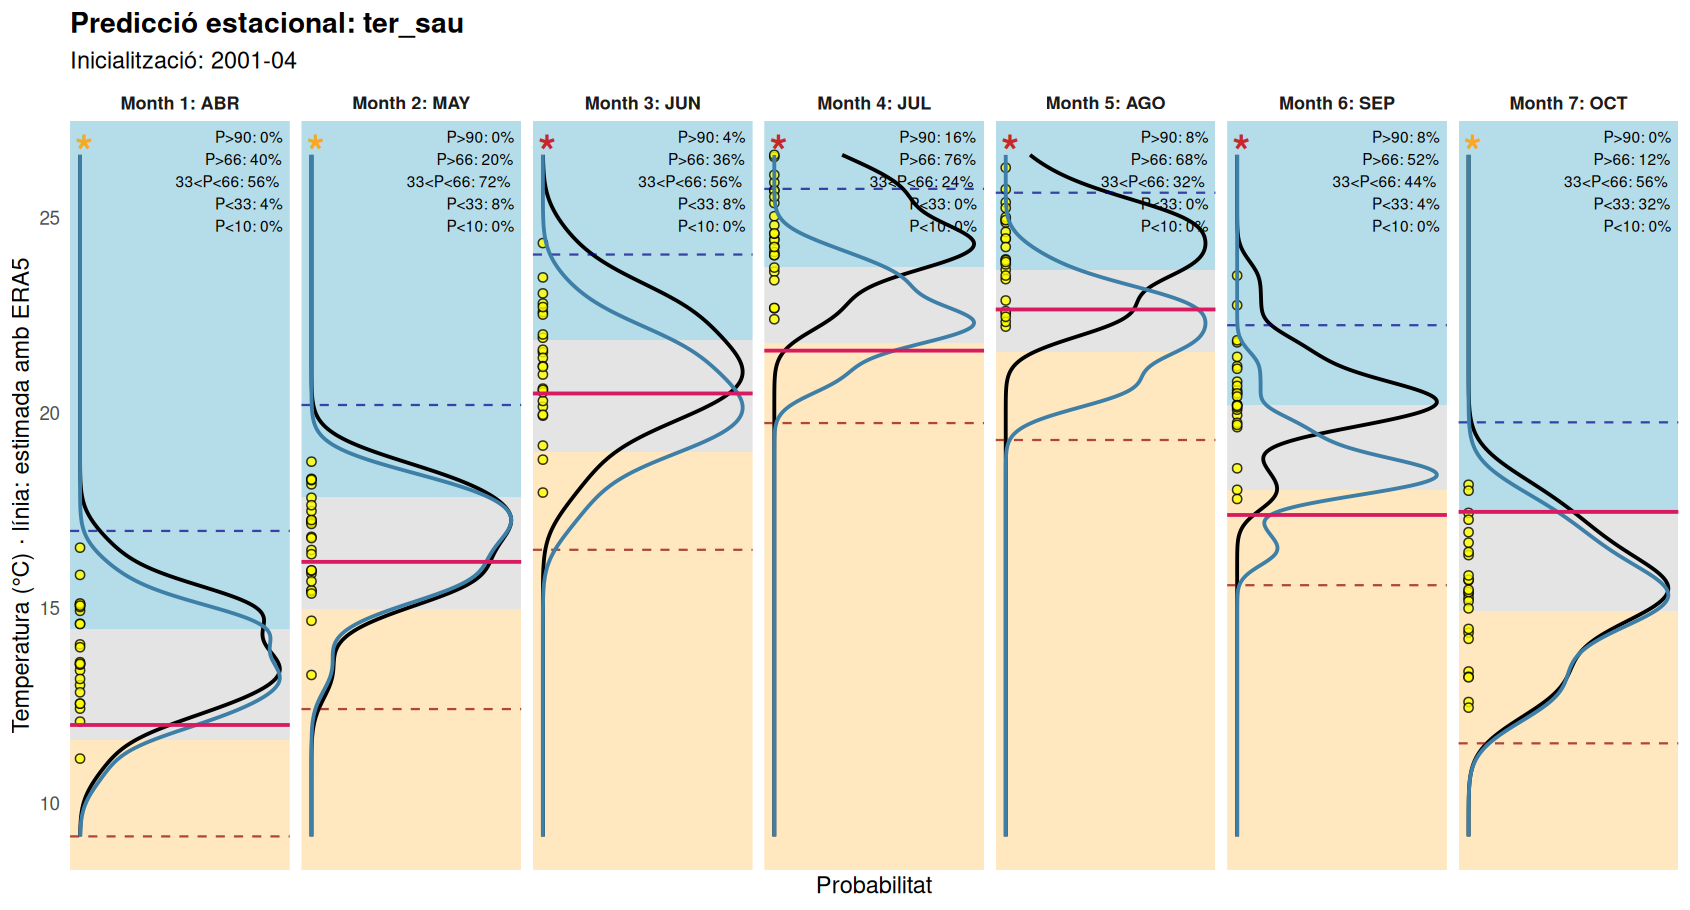 Predicció estacional: ter_sau
Inicialització: 2001-04
Month 1: ABR
Month 2: MAY
Month 3: JUN
Month 4: JUL
Month 5: AGO
Month 6: SEP
Month 7: OCT
*
P>90: 0%
P>66: 40%
33<P<66: 56%
P<33: 4%
P<10: 0%
*
P>90: 0%
P>66: 20%
33<P<66: 72%
P<33: 8%
P<10: 0%
*
P>90: 4%
P>66: 36%
33<P<66: 56%
P<33: 8%
P<10: 0%
*
P>90: 16%
P>66: 76%
33<P<66: 24%
P<33: 0%
P<10: 0%
*
P>90: 8%
P>66: 68%
33<P<66: 32%
P<33: 0%
P<10: 0%
*
P>90: 8%
P>66: 52%
33<P<66: 44%
P<33: 4%
P<10: 0%
*
P>90: 0%
P>66: 12%
33<P<66: 56%
P<33: 32%
P<10: 0%
Temperatura (°C) · línia: estimada amb ERA5
25
20
15
10
Probabilitat